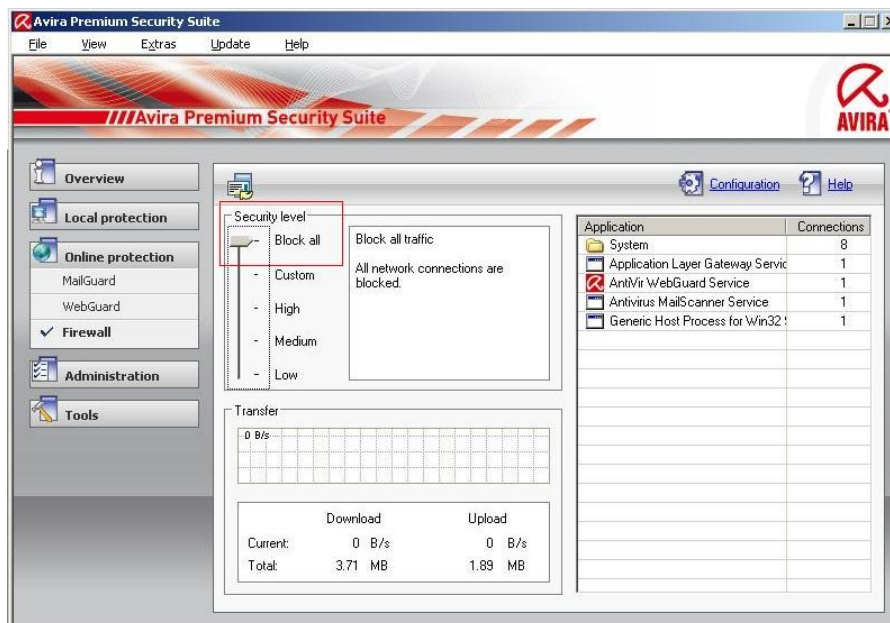 Avira Premium Security Suite
File View Extras Update Help
Avira Premium Security Suite
AVIRA
Overview
Local protection
Online protection
MailGuard
WebGuard
Firewall
Administration
Tools
Configuration Help
Security level
Block all
Custom
High
Medium
Low
Block all traffic
All network connections are
blocked.
Transfer
0 B/s
Download Upload
Current: 0 B/s 0 B/s
Total: 3.71 MB 1.89 MB
Application Connections
System 8
Application Layer Gateway Servic 1
AntiVir WebGuard Service 1
Antivirus MailScanner Service 1
Generic Host Process for Win32 1